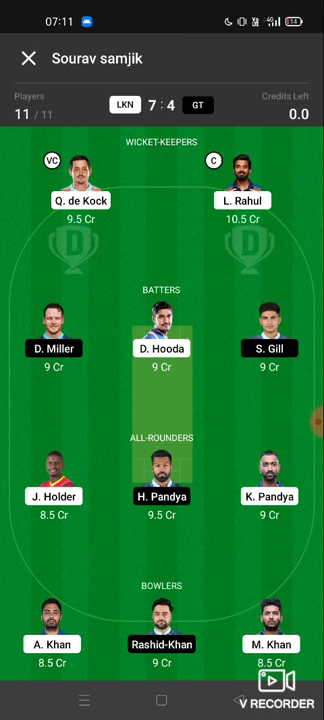 07:11
4G
14
Sourav samjik
Players
11 / 11
LKN 7 : 4 GT
Credits Left
0.0
WICKET-KEEPERS
VC
C
Q. de Kock
L. Rahul
9.5 Cr
10.5 Cr
D
D
BATTERS
D. Miller
D. Hooda
S. Gill
9 Cr
9 Cr
9 Cr
ALL-ROUNDERS
J. Holder
H. Pandya
K. Pandya
8.5 Cr
9.5 Cr
9 Cr
BOWLERS
A. Khan
Rashid-Khan
M. Khan
8.5 Cr
9 Cr
8.5 Cr
V RECORDER